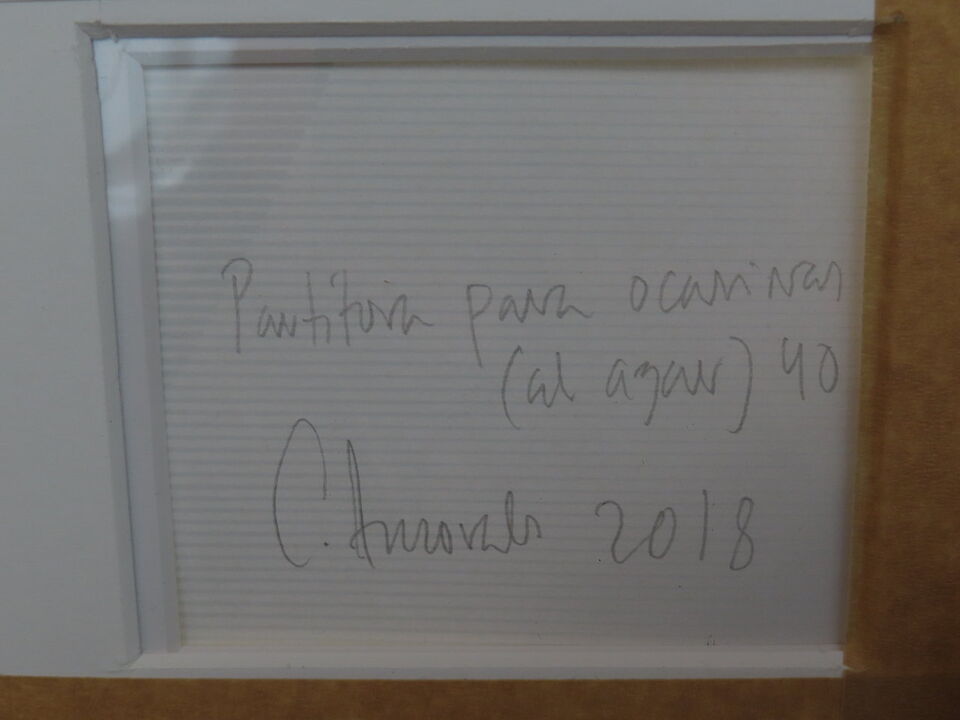 Partitura para ocarinas
(al azar) 40
C. 2018